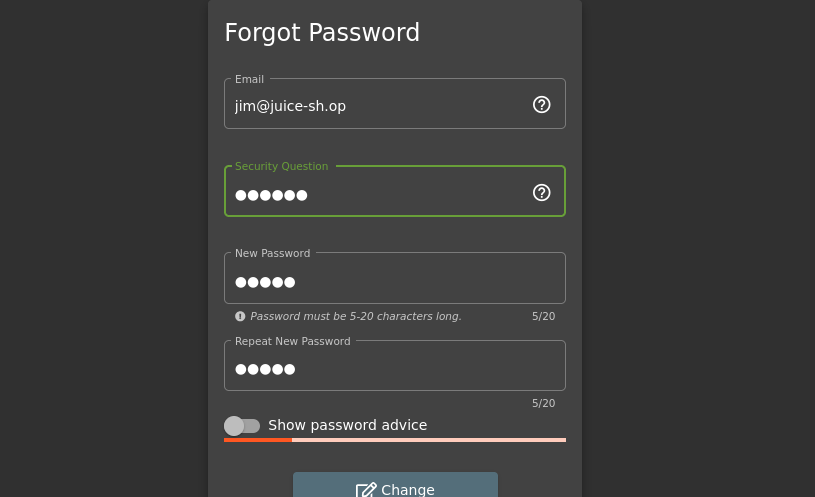 Forgot Password
Email
jim@juice-sh.op
Security Question
●●●●●●
New Password
●●●●●
Password must be 5-20 characters long.
5/20
Repeat New Password
●●●●●
5/20
Show password advice
Change